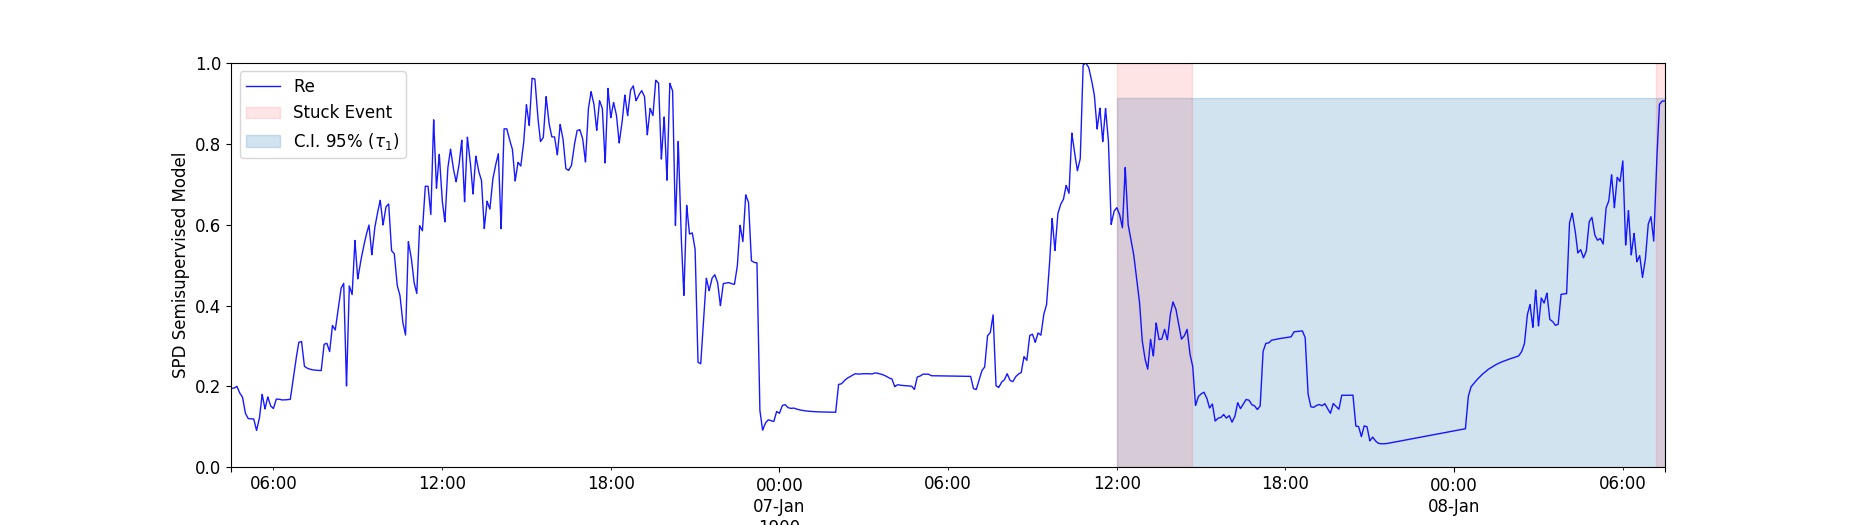 1.0
0.8
0.6
0.4
0.2
0.0
SPD Semisupervised Model
Re
Stuck Event
C.I. 95% (τ₁)
06:00 12:00 18:00 00:00 06:00 12:00 18:00 00:00 06:00
07-Jan 08-Jan
1900